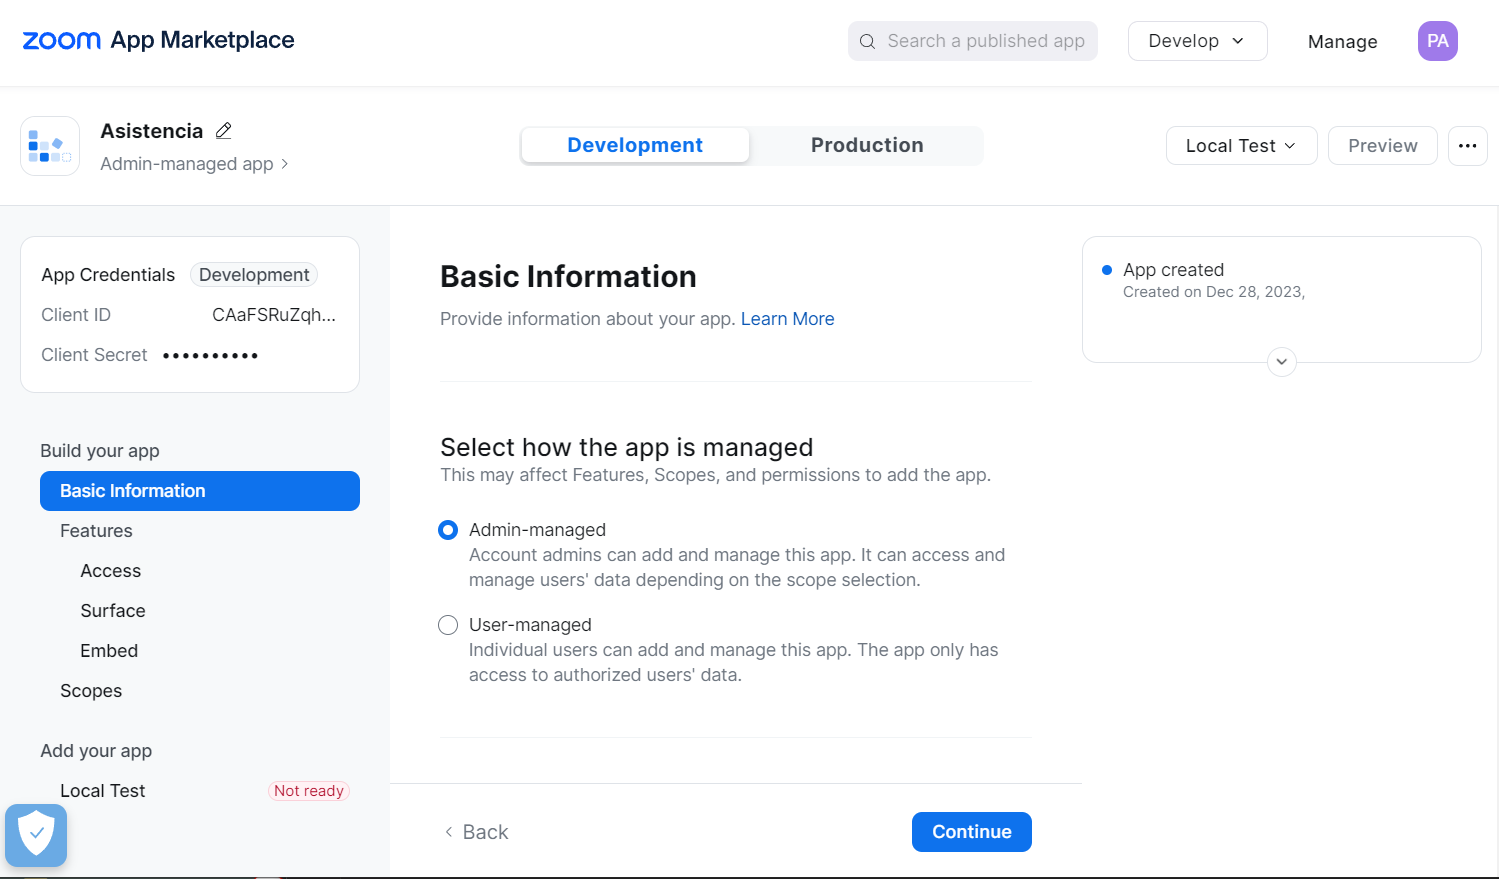 zoom App Marketplace
Search a published app
Develop
Manage
PA
Asistencia
Admin-managed app
Development
Production
Local Test
Preview
App Credentials
Development
Client ID
CAaFSRuZqh...
Client Secret
Build your app
Basic Information
Features
Access
Surface
Embed
Scopes
Add your app
Local Test
Not ready
Basic Information
Provide information about your app. Learn More
Select how the app is managed
This may affect Features, Scopes, and permissions to add the app.
Admin-managed
Account admins can add and manage this app. It can access and
manage users' data depending on the scope selection.
User-managed
Individual users can add and manage this app. The app only has
access to authorized users' data.
Back
Continue
App created
Created on Dec 28, 2023,